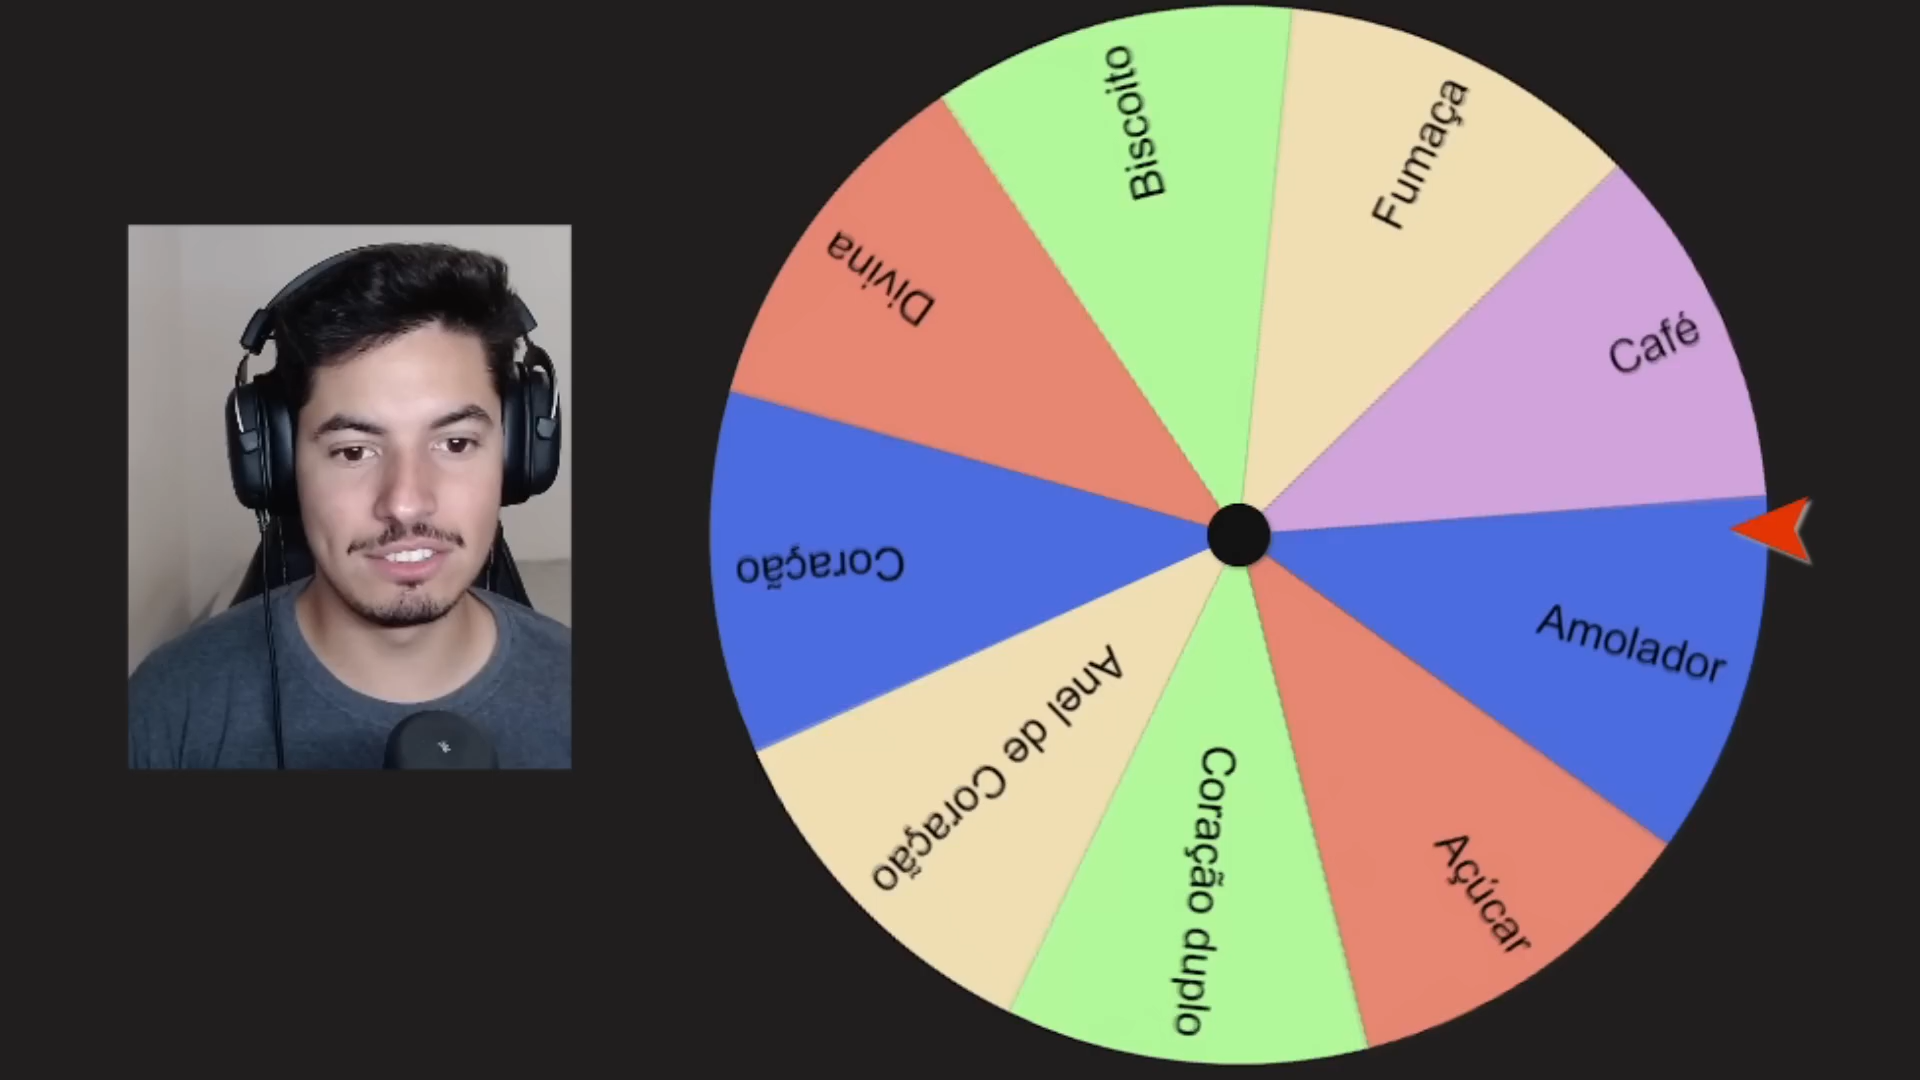 Biscoito
Fumaça
Café
Amolador
Açúcar
Coração duplo
Anel de Coração
Coração
Divina